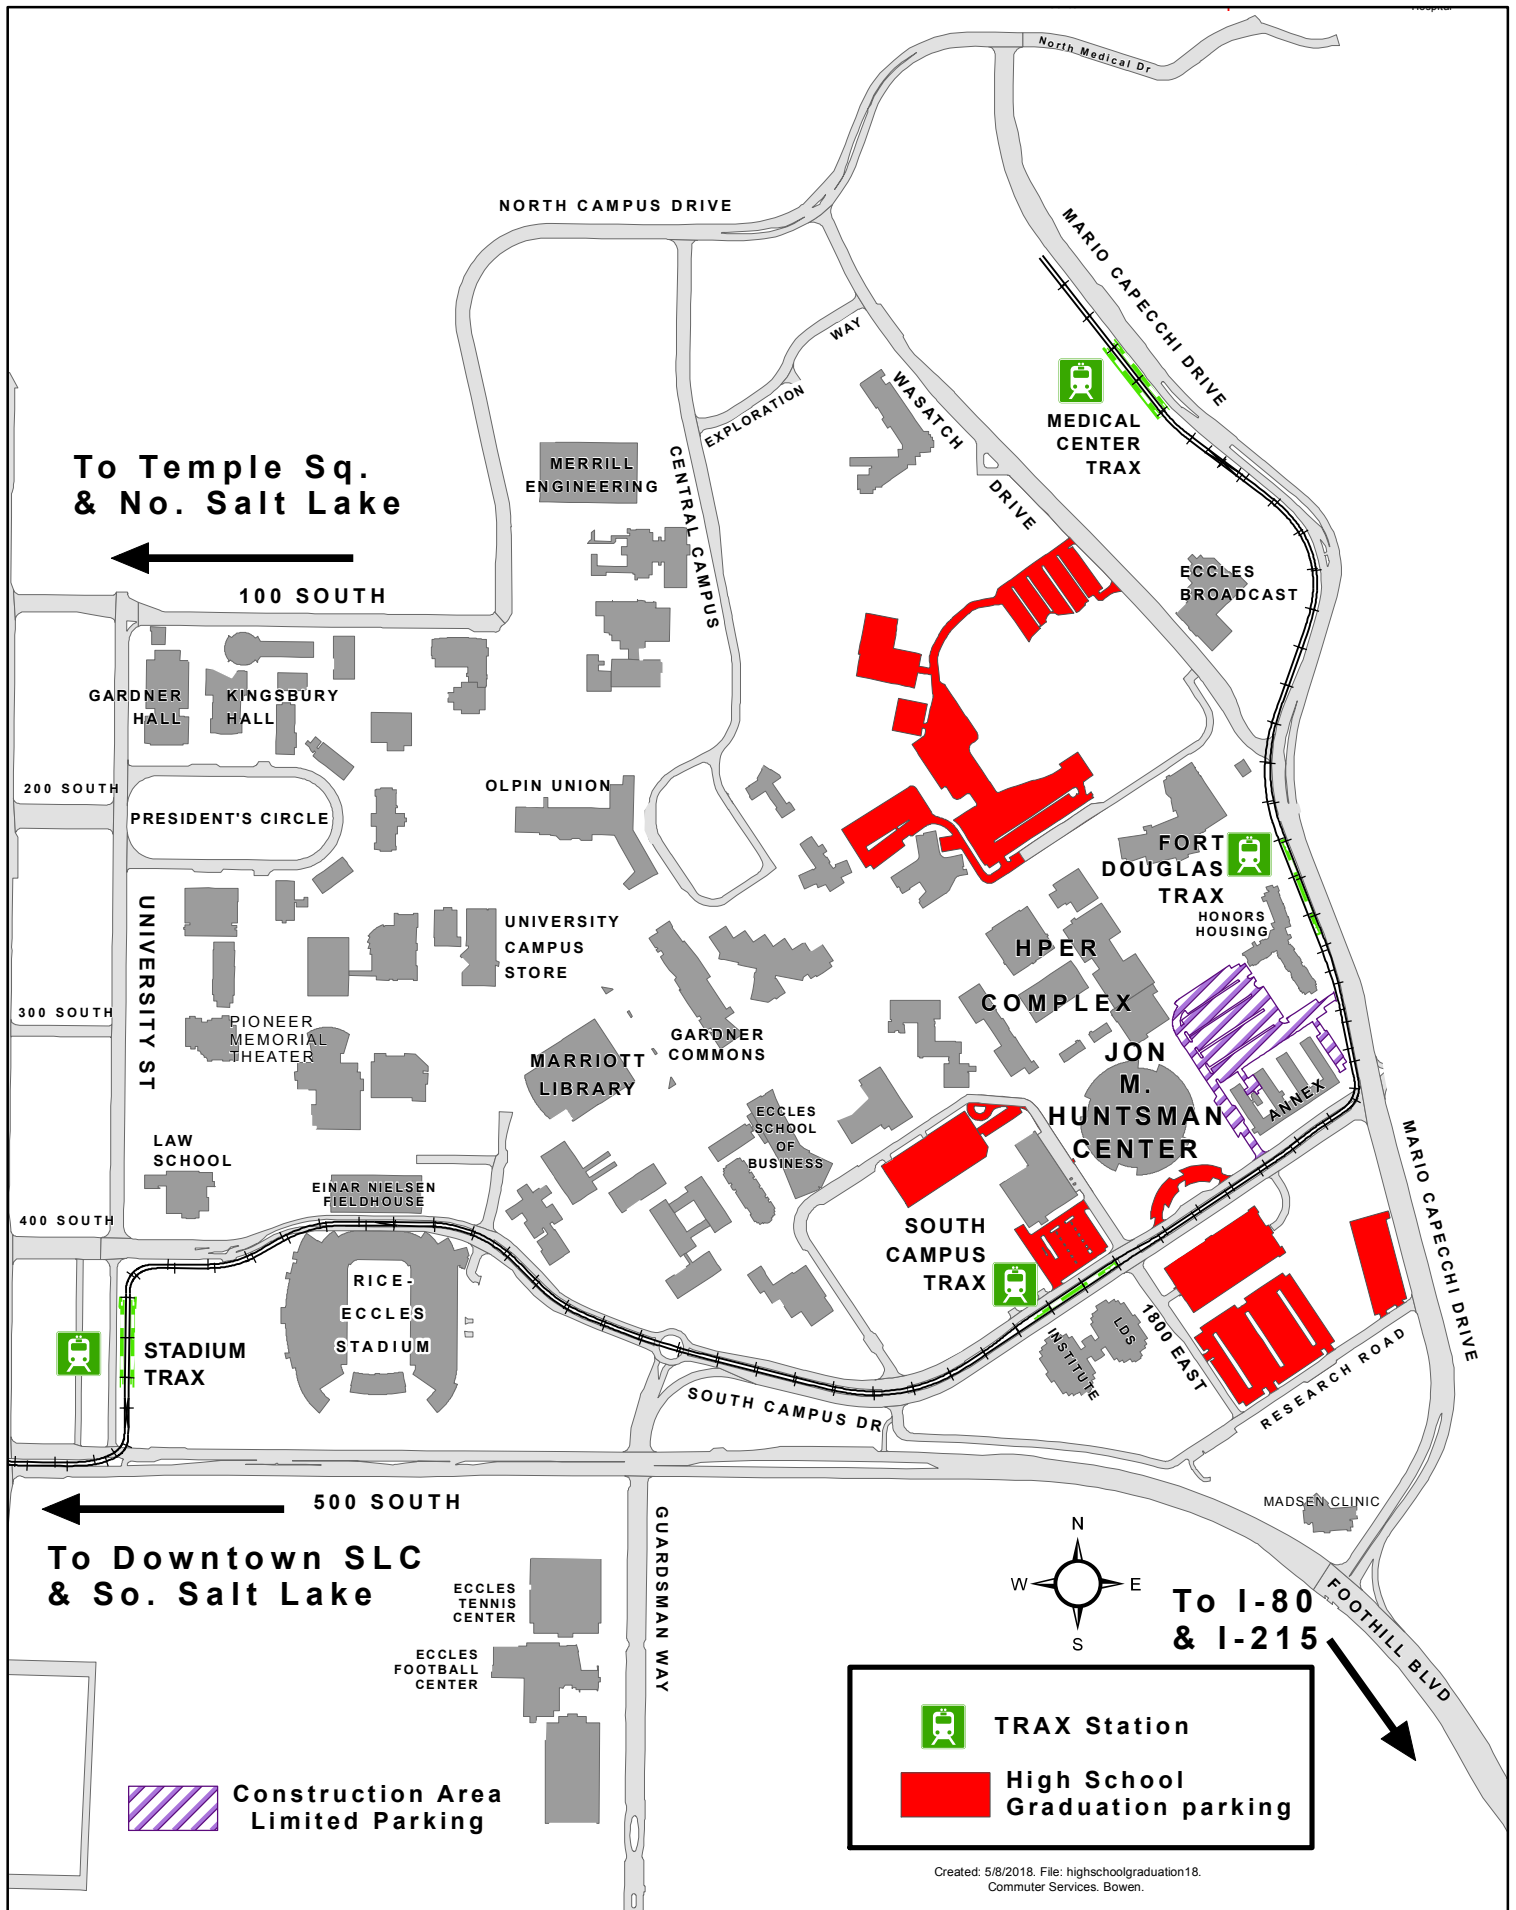 Hospital
North Medical Dr
NORTH CAMPUS DRIVE
MARIO CAPECCHI DRIVE
WAY
EXPLORATION
WASATCH
DRIVE
MEDICAL
CENTER
TRAX
CENTRAL CAMPUS
MERRILL
ENGINEERING
To Temple Sq.
& No. Salt Lake
100 SOUTH
ECCLES
BROADCAST
GARDNER
HALL
KINGSBURY
HALL
200 SOUTH
PRESIDENT'S CIRCLE
OLPIN UNION
FORT
DOUGLAS
TRAX
HONORS
HOUSING
UNIVERSITY ST
UNIVERSITY
CAMPUS
STORE
HPER
COMPLEX
300 SOUTH
PIONEER
MEMORIAL
THEATER
GARDNER
COMMONS
MARRIOTT
LIBRARY
JON
M.
HUNTSMAN
CENTER
ANNEX
ECCLES
SCHOOL
OF
BUSINESS
LAW
SCHOOL
EINAR NIELSEN
FIELDHOUSE
400 SOUTH
MARIO CAPECCHI DRIVE
SOUTH
CAMPUS
TRAX
RICE-
ECCLES
STADIUM
STADIUM
TRAX
LDS
INSTITUTE
1800 EAST
RESEARCH ROAD
SOUTH CAMPUS DR
500 SOUTH
GUARDSMAN WAY
MADSEN CLINIC
To Downtown SLC
& So. Salt Lake
N
W
E
S
To I-80
& I-215
FOOTHILL BLVD
ECCLES
TENNIS
CENTER
ECCLES
FOOTBALL
CENTER
TRAX Station
High School
Graduation parking
Construction Area
Limited Parking
Created: 5/8/2018. File: highschoolgraduation18.
Commuter Services. Bowen.